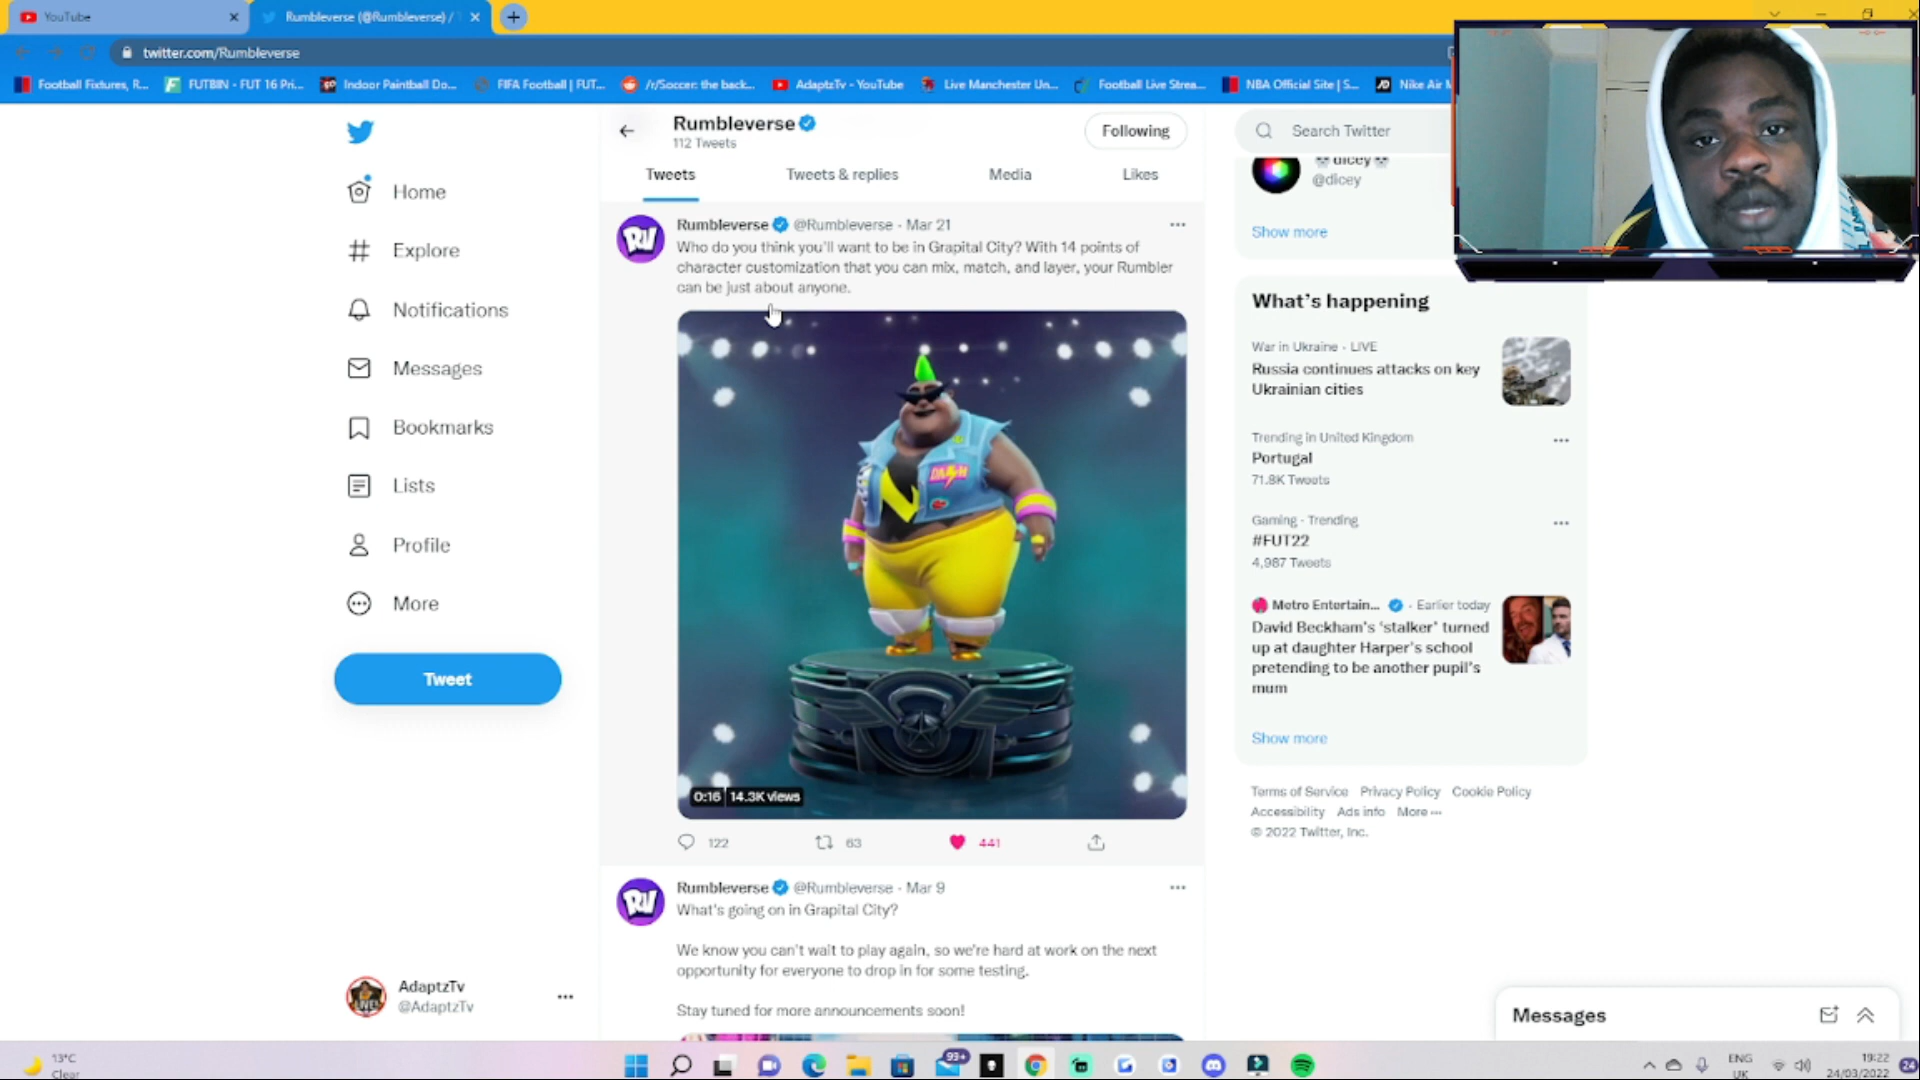 YouTube
Rumbleverse (@Rumbleverse) /
twitter.com/Rumbleverse
Football Fixtures, R...
FUTBIN - FUT 16 Pri...
Indoor Paintball Do...
FIFA Football | FUT...
/r/Soccer: the back...
AdaptzTv - YouTube
Live Manchester Un...
Football Live Strea...
NBA Official Site | S...
Nike Air M
Rumbleverse
112 Tweets
Following
Search Twitter
Tweets
Tweets & replies
Media
Likes
dicey
@dicey
Show more
Home
Explore
Notifications
Messages
Bookmarks
Lists
Profile
More
Tweet
AdaptzTv
@AdaptzTv
Rumbleverse @Rumbleverse · Mar 21
Who do you think you'll want to be in Grapital City? With 14 points of
character customization that you can mix, match, and layer, your Rumbler
can be just about anyone.
0:16 14.3K views
122
63
441
Rumbleverse @Rumbleverse · Mar 9
What's going on in Grapital City?
We know you can't wait to play again, so we're hard at work on the next
opportunity for everyone to drop in for some testing.
Stay tuned for more announcements soon!
What's happening
War in Ukraine · LIVE
Russia continues attacks on key
Ukrainian cities
Trending in United Kingdom
Portugal
71.8K Tweets
Gaming · Trending
#FUT22
4,987 Tweets
Metro Entertain... · Earlier today
David Beckham's 'stalker' turned
up at daughter Harper's school
pretending to be another pupil's
mum
Show more
Terms of Service Privacy Policy Cookie Policy
Accessibility Ads info More ···
© 2022 Twitter, Inc.
Messages
13°C
Clear
99+
ENG
UK
19:22
24/03/2022
24